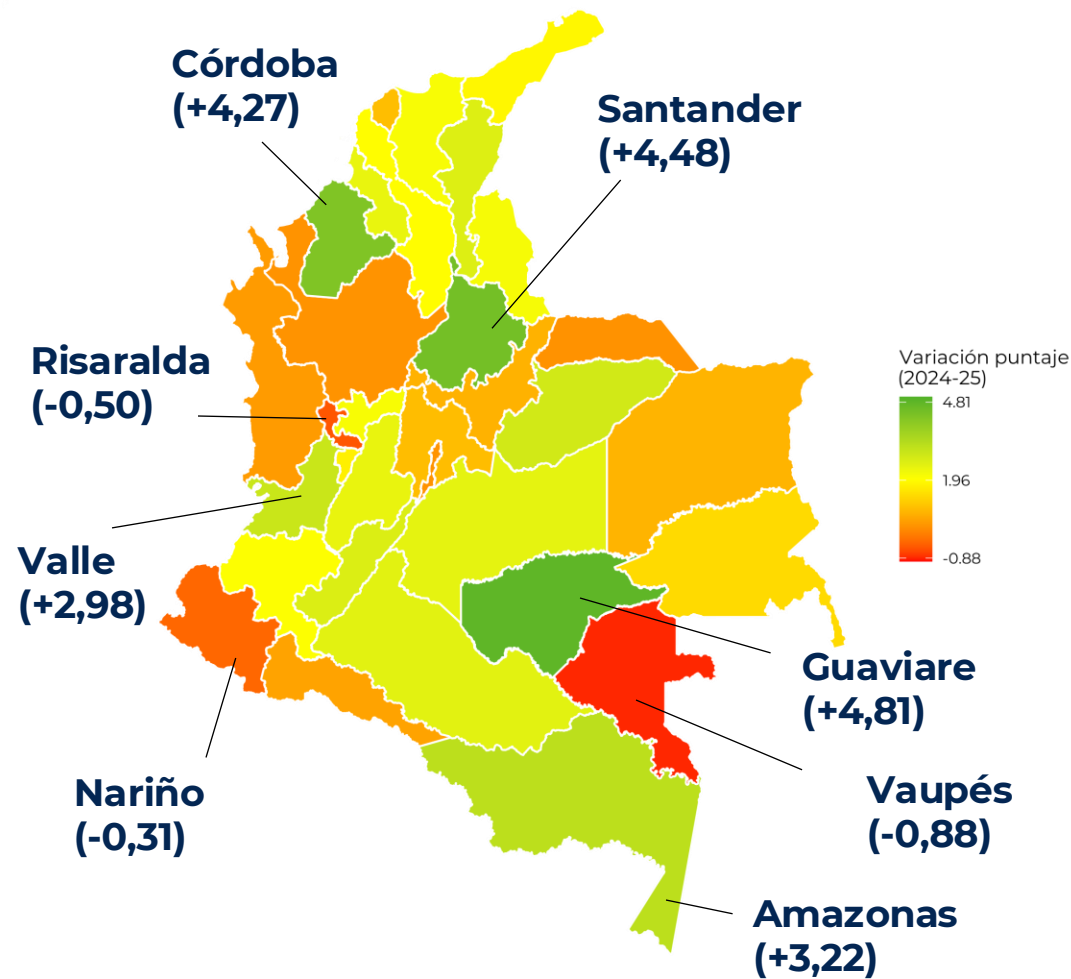 Córdoba
(+4,27)
Santander
(+4,48)
Risaralda
(-0,50)
Variación puntaje
(2024-25)
4.81
1.96
-0.88
Valle
(+2,98)
Guaviare
(+4,81)
Nariño
(-0,31)
Vaupés
(-0,88)
Amazonas
(+3,22)